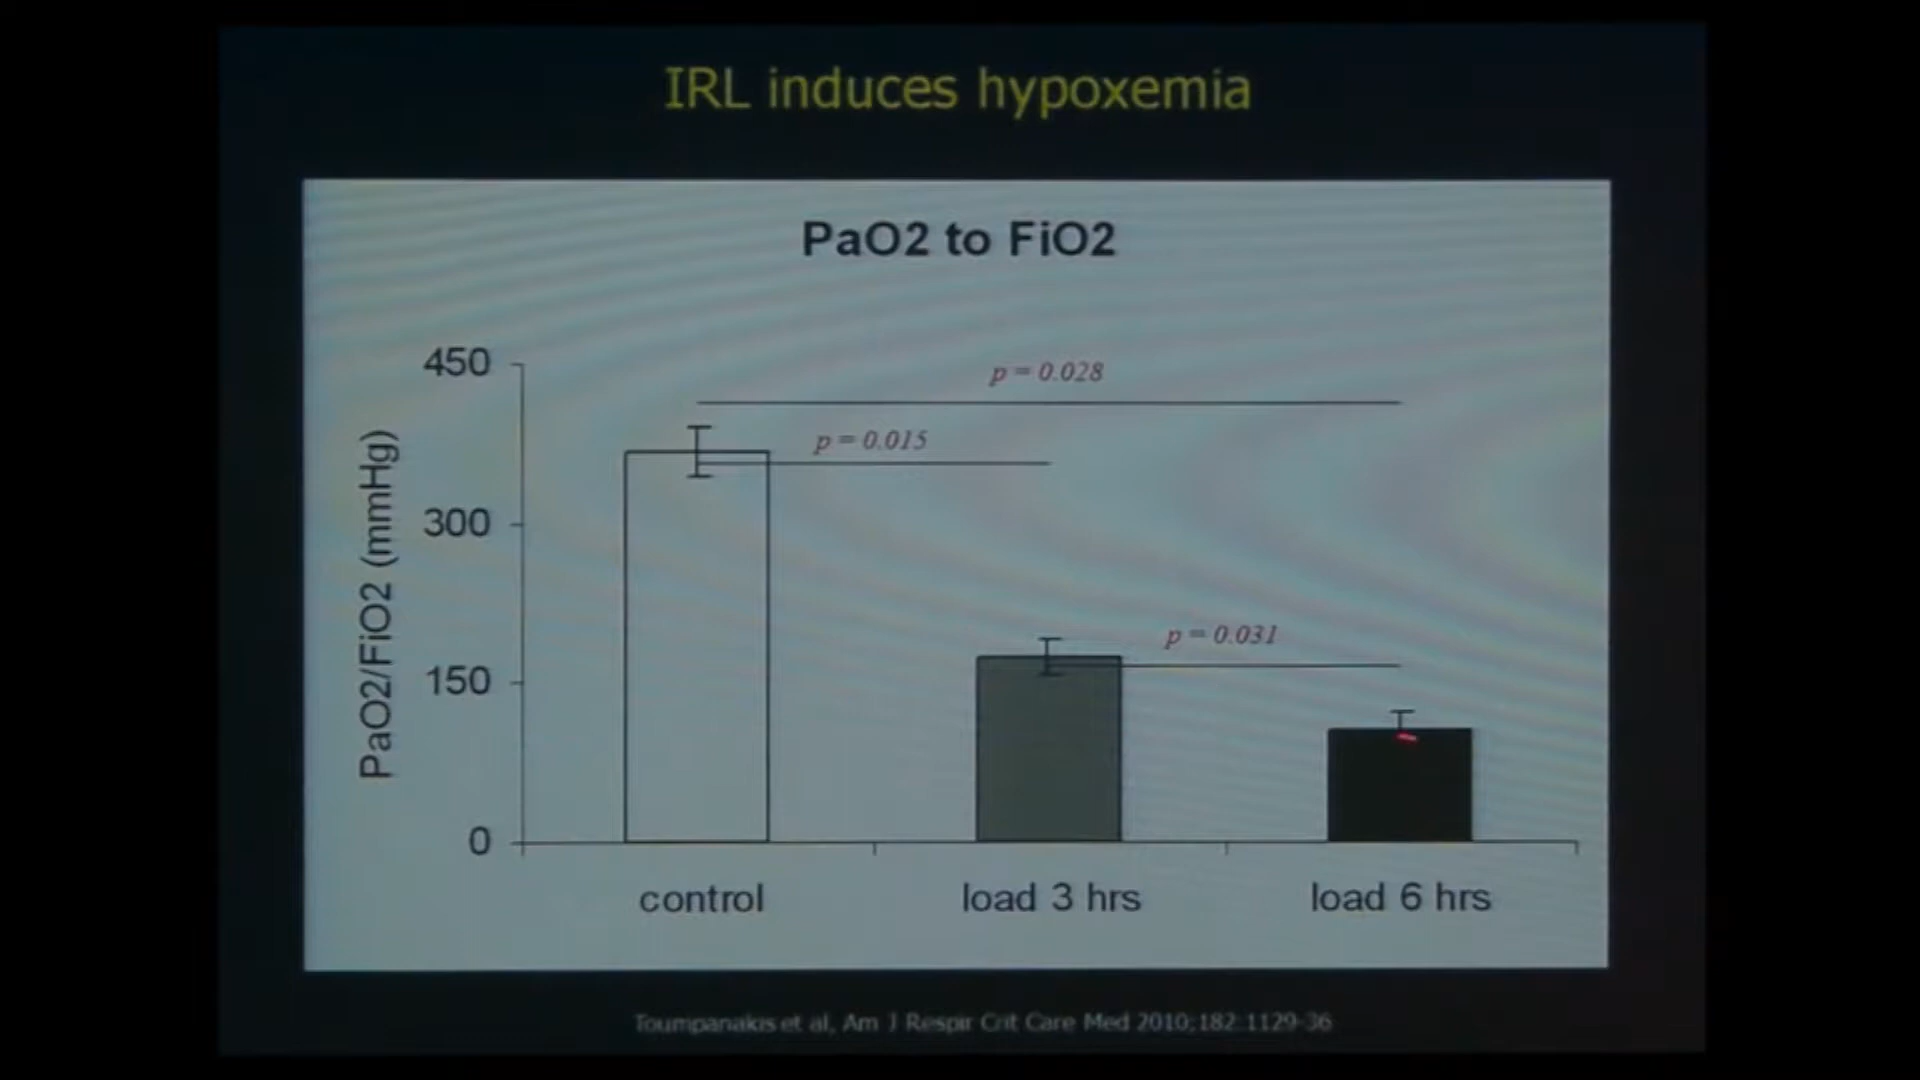 IRL induces hypoxemia
PaO2 to FiO2
PaO2/FiO2 (mmHg)
450
300
150
0
p = 0.028
p = 0.015
p = 0.031
control
load 3 hrs
load 6 hrs
Toumpanakis et al, Am J Respir Crit Care Med 2010;182:1129-36